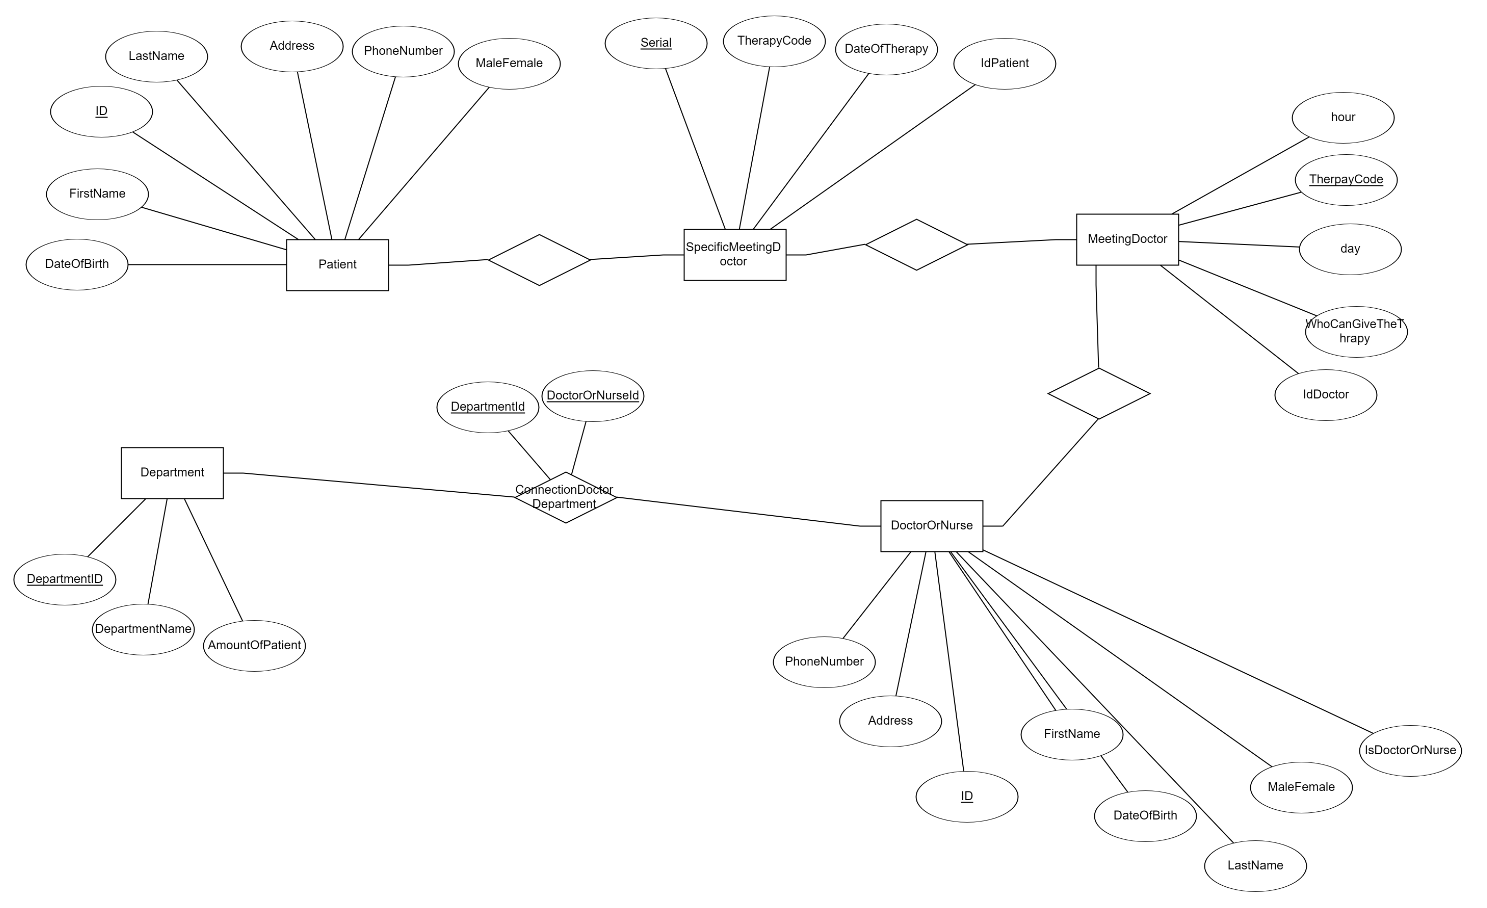 LastName
Address
PhoneNumber
MaleFemale
ID
FirstName
DateOfBirth
Patient
Serial
TherapyCode
DateOfTherapy
IdPatient
SpecificMeetingD
octor
hour
TherpayCode
MeetingDoctor
day
WhoCanGiveTheT
hrapy
IdDoctor
DepartmentId
DoctorOrNurseId
Department
ConnectionDoctor
Department
DoctorOrNurse
DepartmentID
DepartmentName
AmountOfPatient
PhoneNumber
Address
ID
FirstName
DateOfBirth
LastName
MaleFemale
IsDoctorOrNurse